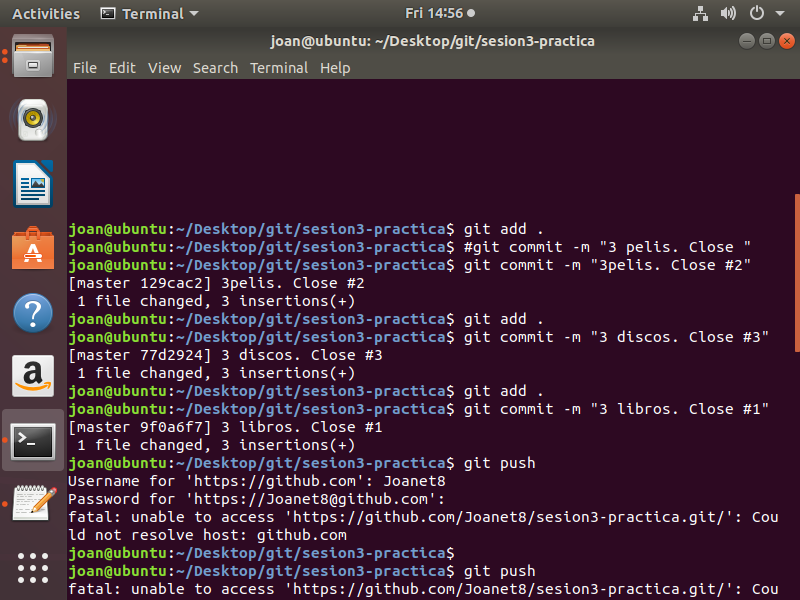 Activities Terminal Fri 14:56
joan@ubuntu: ~/Desktop/git/sesion3-practica
File Edit View Search Terminal Help
joan@ubuntu:~/Desktop/git/sesion3-practica$ git add .
joan@ubuntu:~/Desktop/git/sesion3-practica$ #git commit -m "3 pelis. Close "
joan@ubuntu:~/Desktop/git/sesion3-practica$ git commit -m "3pelis. Close #2"
[master 129cac2] 3pelis. Close #2
 1 file changed, 3 insertions(+)
joan@ubuntu:~/Desktop/git/sesion3-practica$ git add .
joan@ubuntu:~/Desktop/git/sesion3-practica$ git commit -m "3 discos. Close #3"
[master 77d2924] 3 discos. Close #3
 1 file changed, 3 insertions(+)
joan@ubuntu:~/Desktop/git/sesion3-practica$ git add .
joan@ubuntu:~/Desktop/git/sesion3-practica$ git commit -m "3 libros. Close #1"
[master 9f0a6f7] 3 libros. Close #1
 1 file changed, 3 insertions(+)
joan@ubuntu:~/Desktop/git/sesion3-practica$ git push
Username for 'https://github.com': Joanet8
Password for 'https://Joanet8@github.com':
fatal: unable to access 'https://github.com/Joanet8/sesion3-practica.git/': Cou
ld not resolve host: github.com
joan@ubuntu:~/Desktop/git/sesion3-practica$
joan@ubuntu:~/Desktop/git/sesion3-practica$ git push
fatal: unable to access 'https://github.com/Joanet8/sesion3-practica.git/': Cou